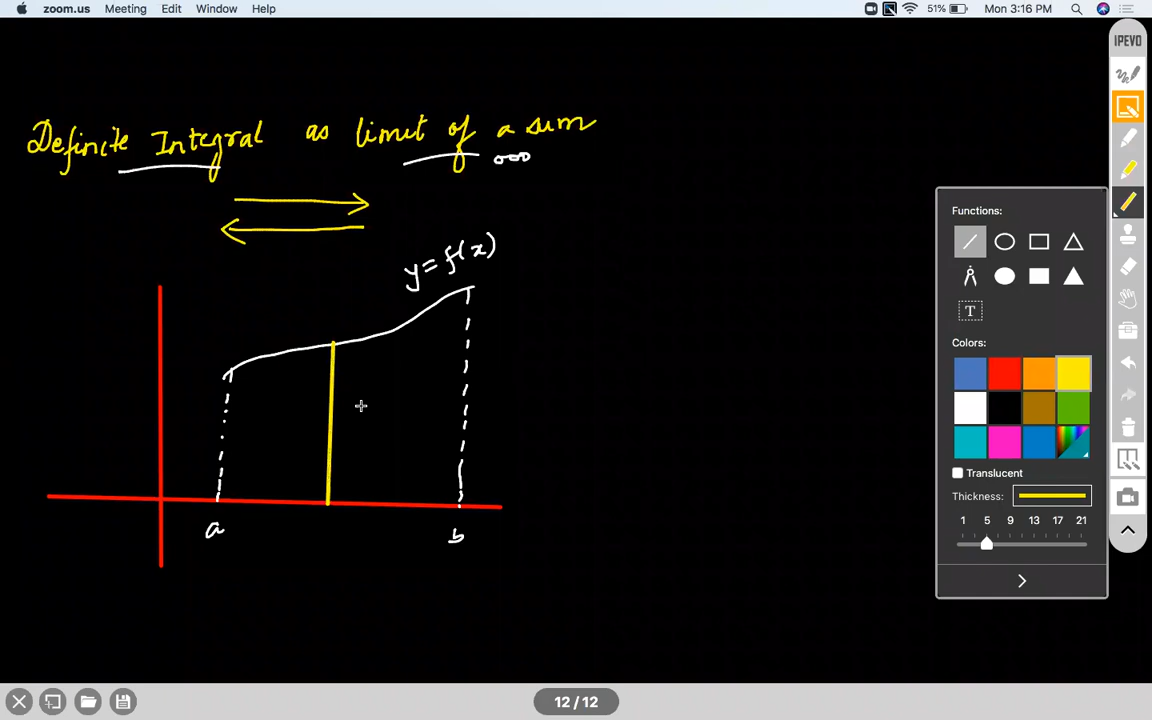 zoom.us Meeting Edit Window Help 51% Mon 3:16 PM
IPEVO
Definite Integral as limit of a sum
Functions:
y = f(x)
T
Colors:
Translucent
Thickness:
1 5 9 13 17 21
a b
12 / 12